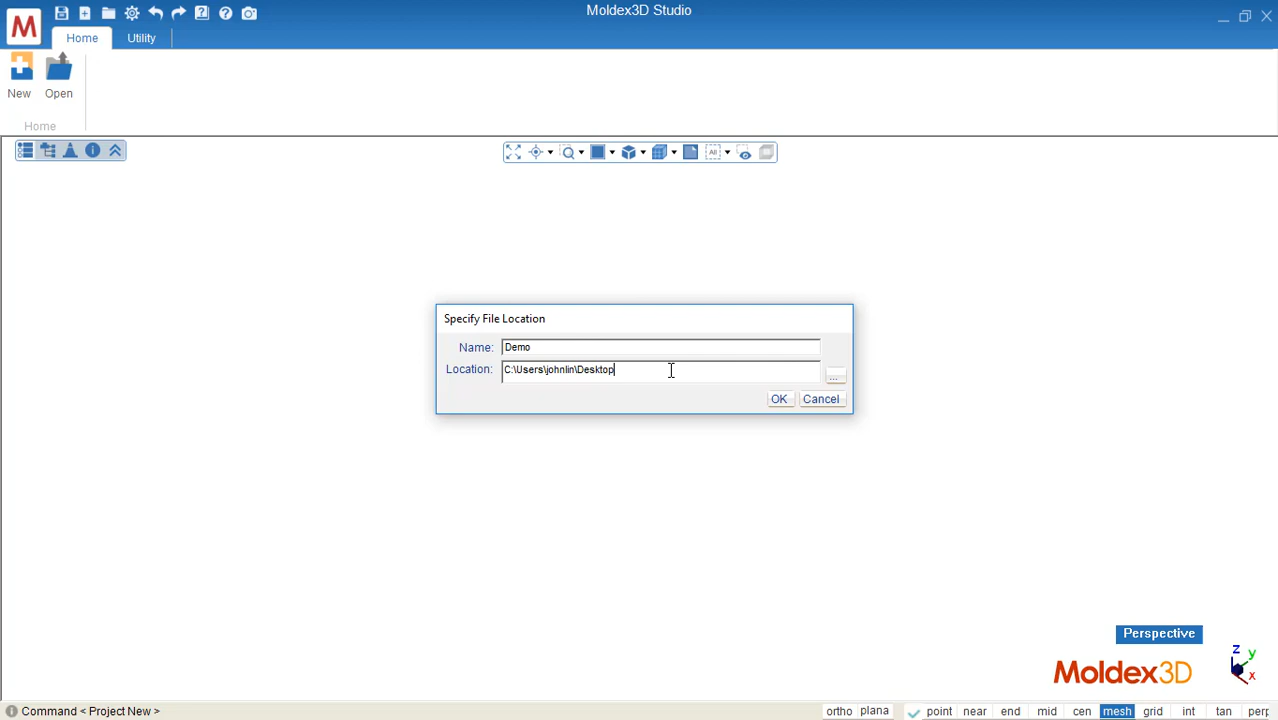 Moldex3D Studio
M
Home Utility
New Open
Home
All
Specify File Location
Name: Demo
Location: C:\Users\johnlin\Desktop
...
OK Cancel
Perspective
Moldex3D
z y x
Command < Project New >
ortho plana point near end mid cen mesh grid int tan perp